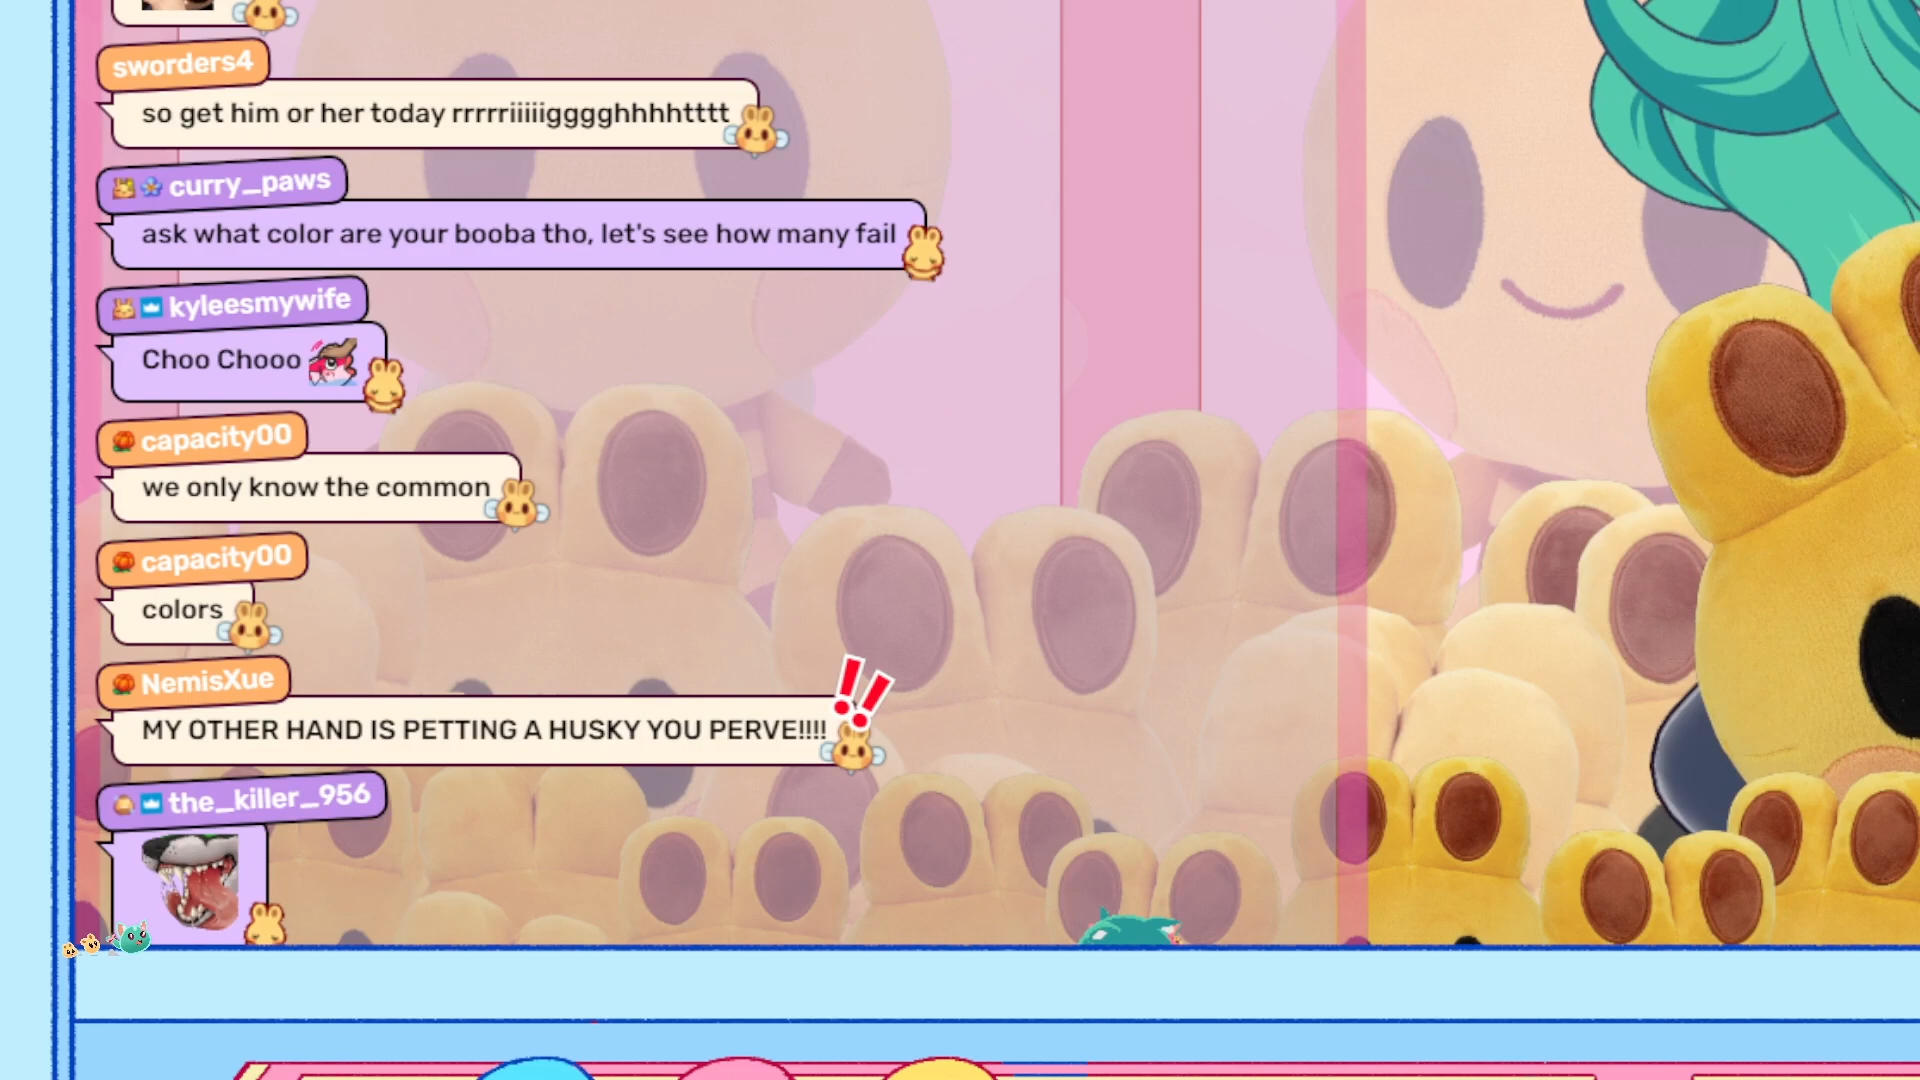 sworders4
so get him or her today rrrrriiiiigggghhhhtttt
curry_paws
ask what color are your booba tho, let's see how many fail
kyleesmywife
Choo Chooo
capacity00
we only know the common
capacity00
colors
NemisXue
MY OTHER HAND IS PETTING A HUSKY YOU PERVE!!!!
the_killer_956